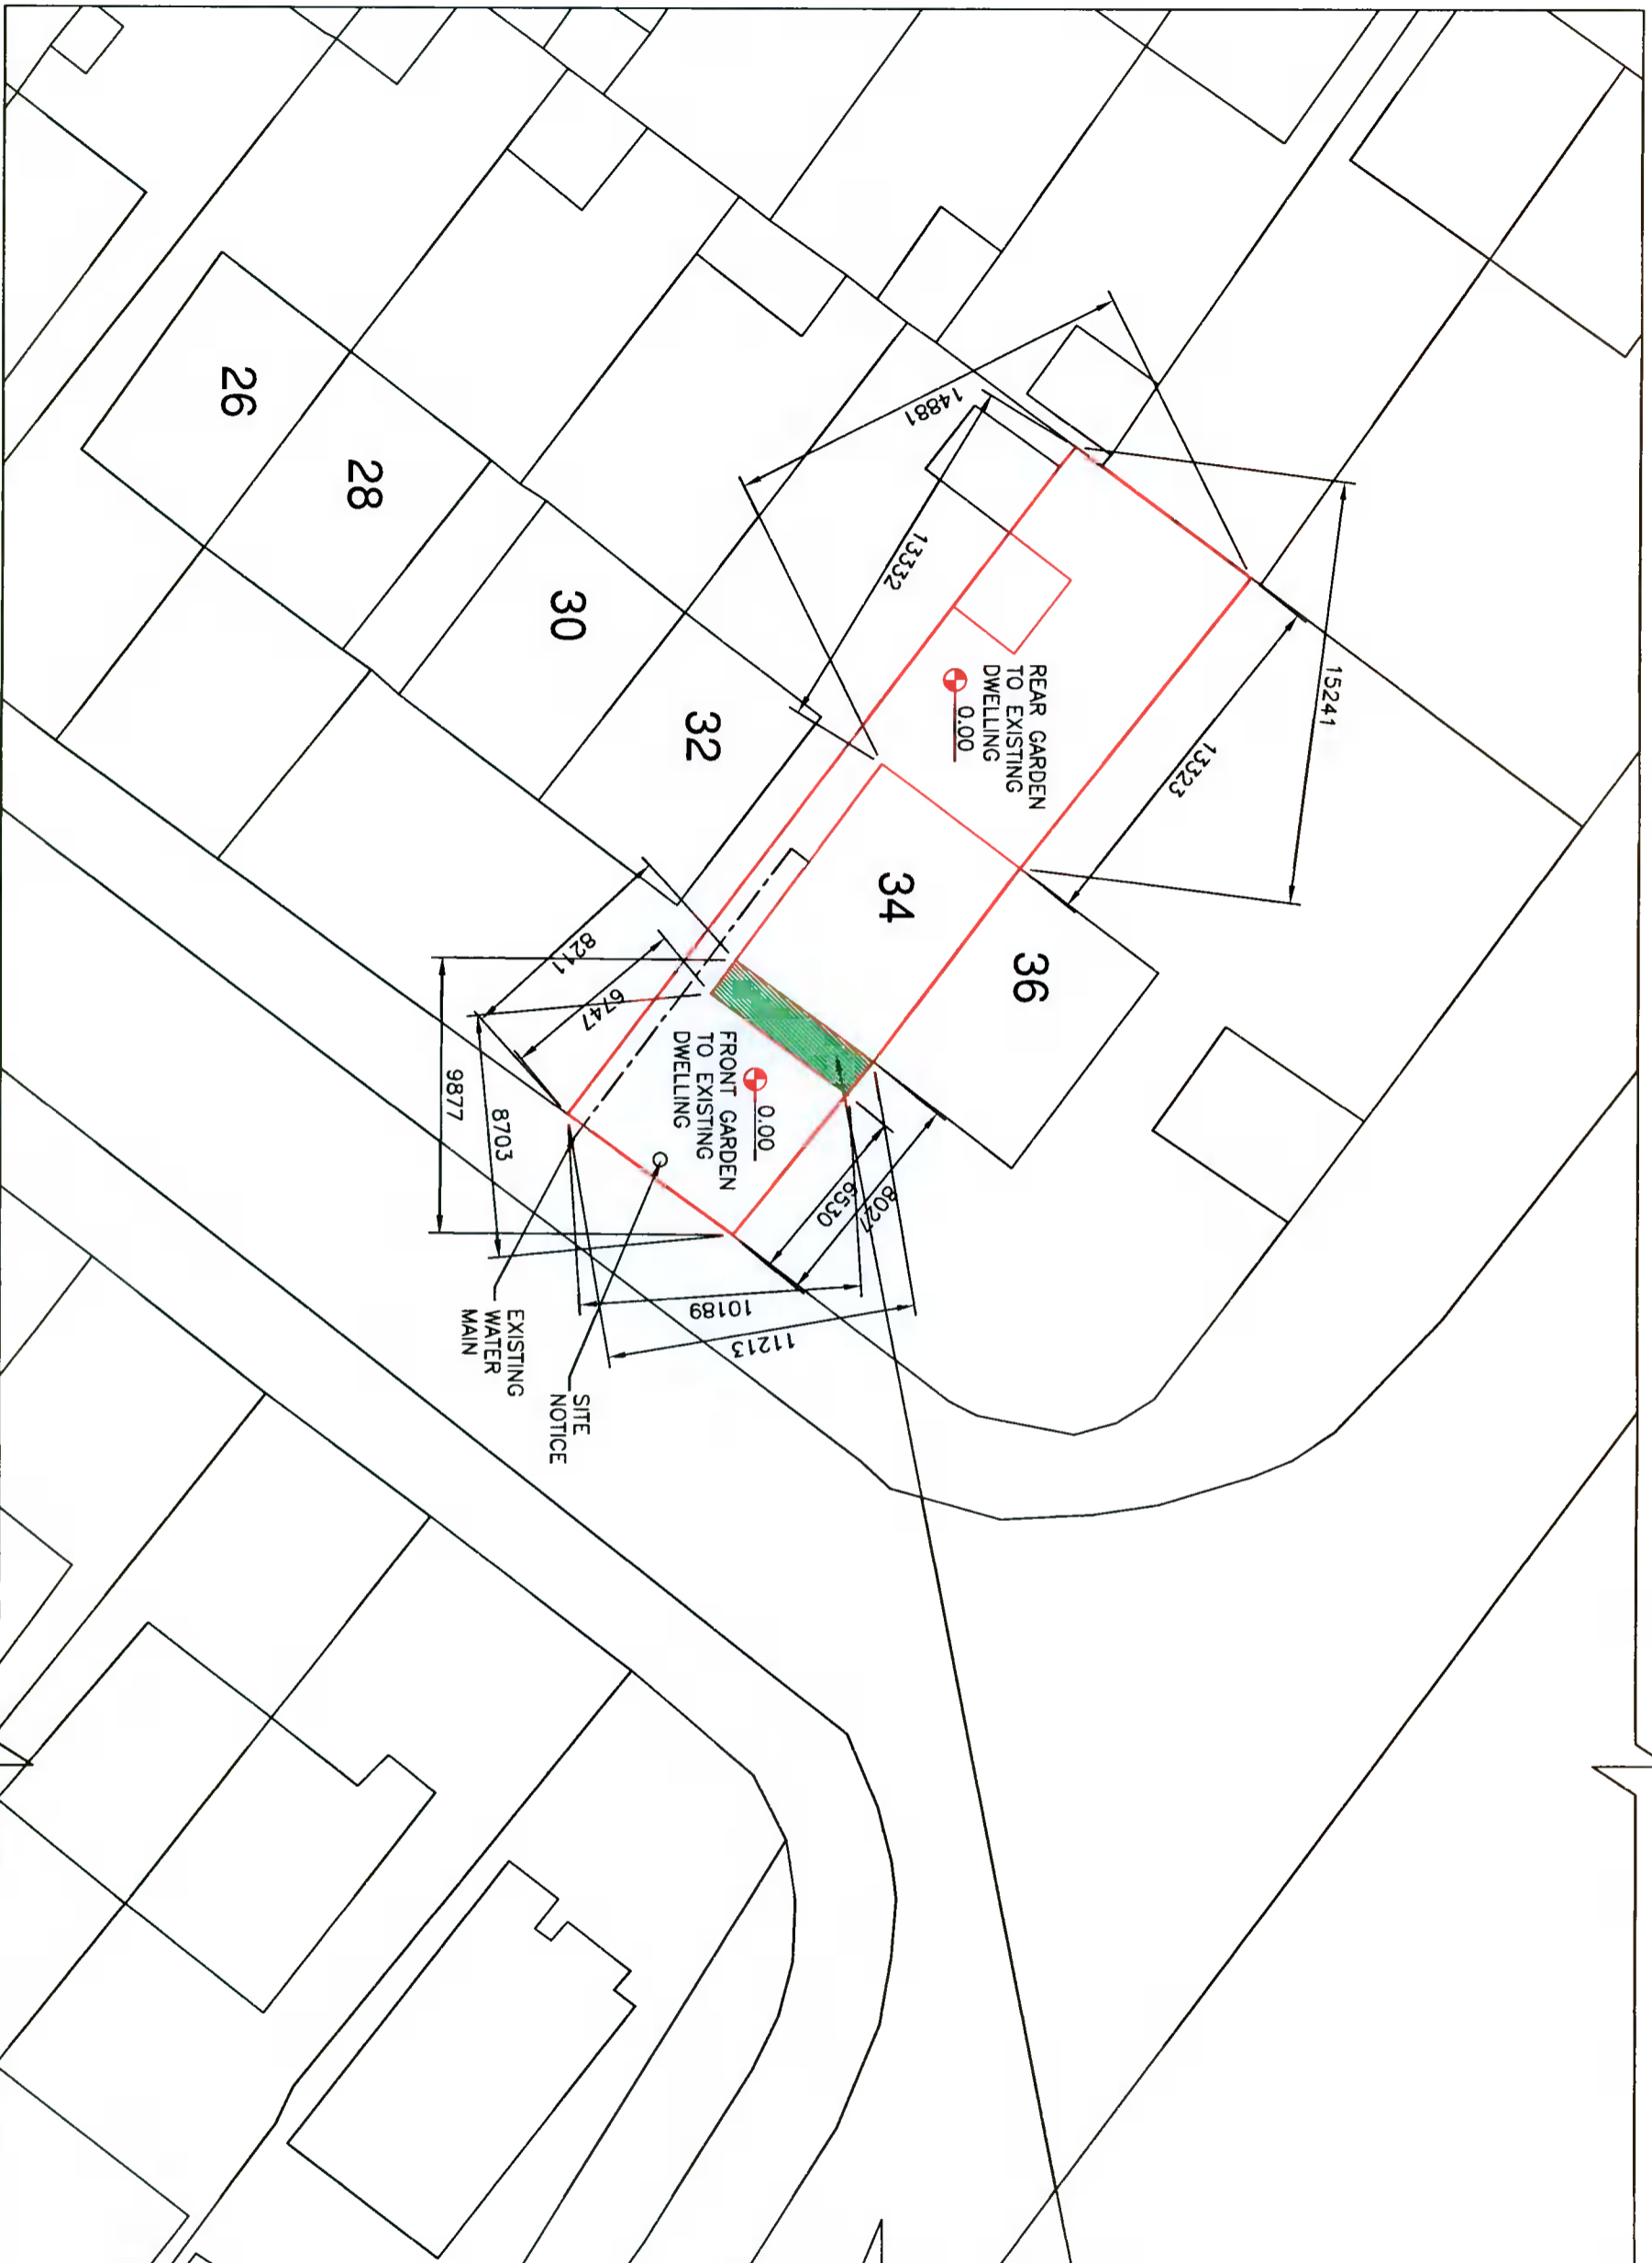 26
28
30
32
34
36
14881
13332
15241
13323
REAR GARDEN
TO EXISTING
DWELLING
0.00
8211
6747
9877
8703
FRONT GARDEN
TO EXISTING
DWELLING
0.00
6530
8027
10189
11213
EXISTING
WATER
MAIN
SITE
NOTICE